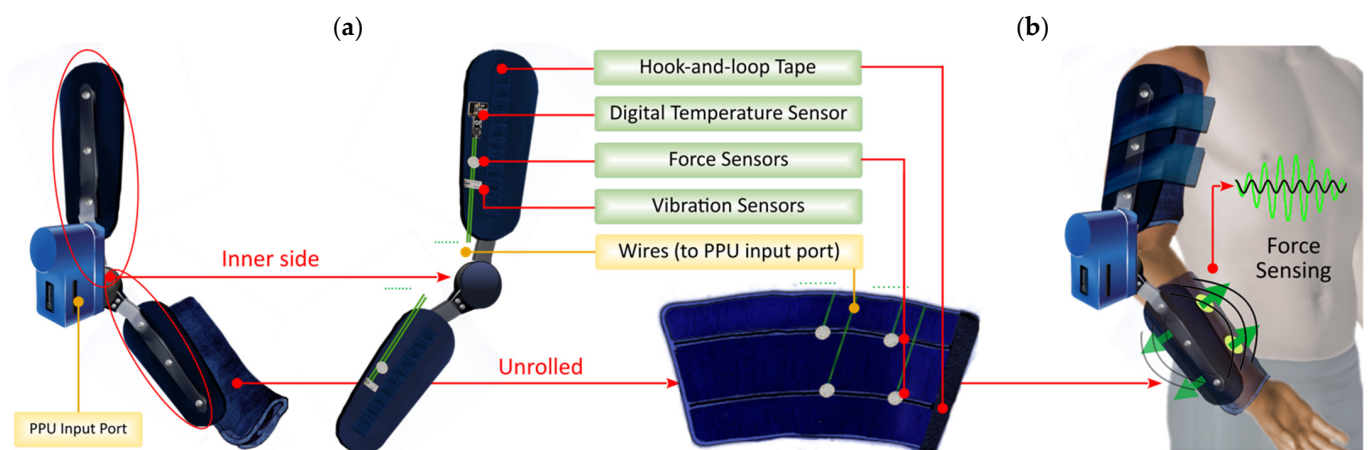 (a)
(b)
Hook-and-loop Tape
Digital Temperature Sensor
Force Sensors
Vibration Sensors
Wires (to PPU input port)
Inner side
Unrolled
PPU Input Port
Force
Sensing